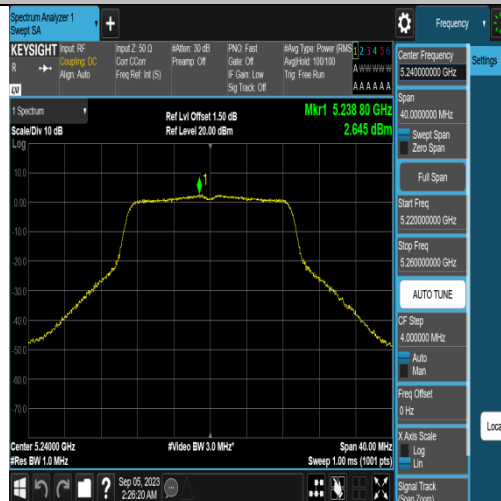 Spectrum Analyzer 1
Swept SA
+
Frequency
KEYSIGHT
R
LXI
Input: RF
Coupling: DC
Align: Auto
Input Z: 50 Ω
Corr CCorr
Freq Ref: Int (S)
#Atten: 30 dB
Preamp: Off
PNO: Fast
Gate: Off
IF Gain: Low
Sig Track: Off
#Avg Type: Power (RMS
Avg|Hold: 100/100
Trig: Free Run
1 2 3 4 5 6
A W W W W W
A A A A A A
1 Spectrum
Scale/Div 10 dB
Ref Lvl Offset 1.50 dB
Ref Level 20.00 dBm
Mkr1 5.238 80 GHz
2.645 dBm
Log
10.0
0.00
-10.0
-20.0
-30.0
-40.0
-50.0
-60.0
-70.0
1
Center 5.24000 GHz
#Res BW 1.0 MHz
#Video BW 3.0 MHz*
Span 40.00 MHz
Sweep 1.00 ms (1001 pts)
Sep 05, 2023
2:26:20 AM
Center Frequency
5.240000000 GHz
Span
40.0000000 MHz
Swept Span
Zero Span
Full Span
Start Freq
5.220000000 GHz
Stop Freq
5.260000000 GHz
AUTO TUNE
CF Step
4.000000 MHz
Auto
Man
Freq Offset
0 Hz
X Axis Scale
Log
Lin
Signal Track
(Span Zoom)
Settings
Loca